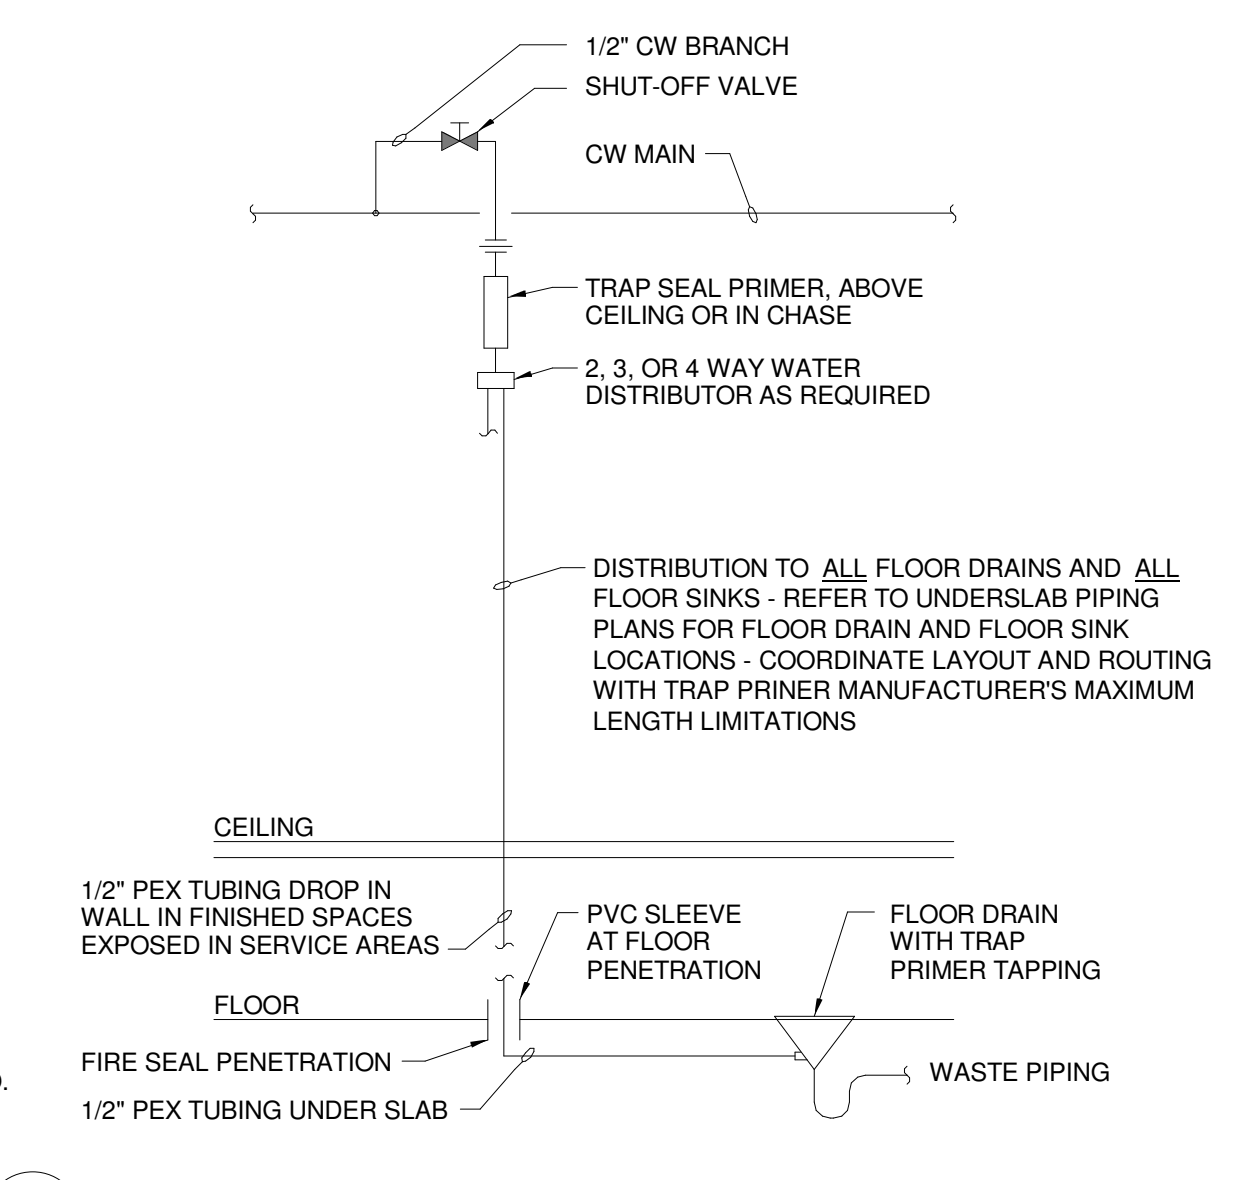 1/2" CW BRANCH
SHUT-OFF VALVE
CW MAIN
TRAP SEAL PRIMER, ABOVE
CEILING OR IN CHASE
2, 3, OR 4 WAY WATER
DISTRIBUTOR AS REQUIRED
DISTRIBUTION TO ALL FLOOR DRAINS AND ALL
FLOOR SINKS - REFER TO UNDERSLAB PIPING
PLANS FOR FLOOR DRAIN AND FLOOR SINK
LOCATIONS - COORDINATE LAYOUT AND ROUTING
WITH TRAP PRINER MANUFACTURER'S MAXIMUM
LENGTH LIMITATIONS
CEILING
1/2" PEX TUBING DROP IN
WALL IN FINISHED SPACES
EXPOSED IN SERVICE AREAS
PVC SLEEVE
AT FLOOR
PENETRATION
FLOOR DRAIN
WITH TRAP
PRIMER TAPPING
FLOOR
FIRE SEAL PENETRATION
WASTE PIPING
1/2" PEX TUBING UNDER SLAB